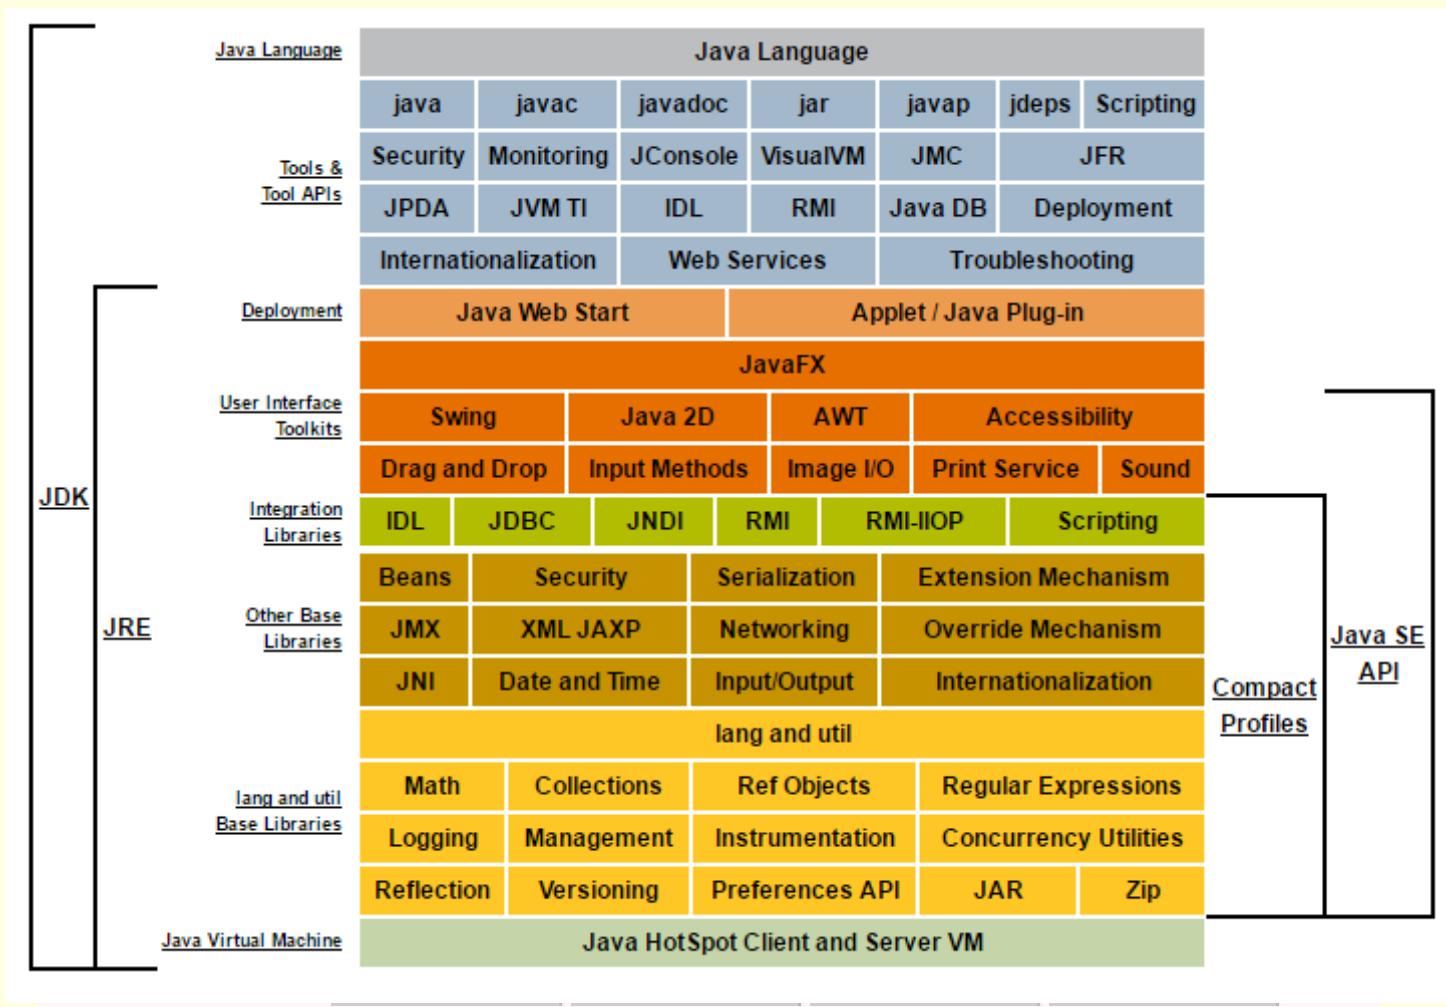 Java Language
Java Language
java javac javadoc jar javap jdeps Scripting
Tools &
Tool APIs
Security Monitoring JConsole VisualVM JMC JFR
JPDA JVM TI IDL RMI Java DB Deployment
Internationalization Web Services Troubleshooting
Deployment
Java Web Start Applet / Java Plug-in
JavaFX
User Interface
Toolkits
Swing Java 2D AWT Accessibility
Drag and Drop Input Methods Image I/O Print Service Sound
Integration
Libraries
IDL JDBC JNDI RMI RMI-IIOP Scripting
Other Base
Libraries
Beans Security Serialization Extension Mechanism
JMX XML JAXP Networking Override Mechanism
JNI Date and Time Input/Output Internationalization
lang and util
lang and util
Base Libraries
Math Collections Ref Objects Regular Expressions
Logging Management Instrumentation Concurrency Utilities
Reflection Versioning Preferences API JAR Zip
Java Virtual Machine
Java HotSpot Client and Server VM
JDK
JRE
Compact
Profiles
Java SE
API